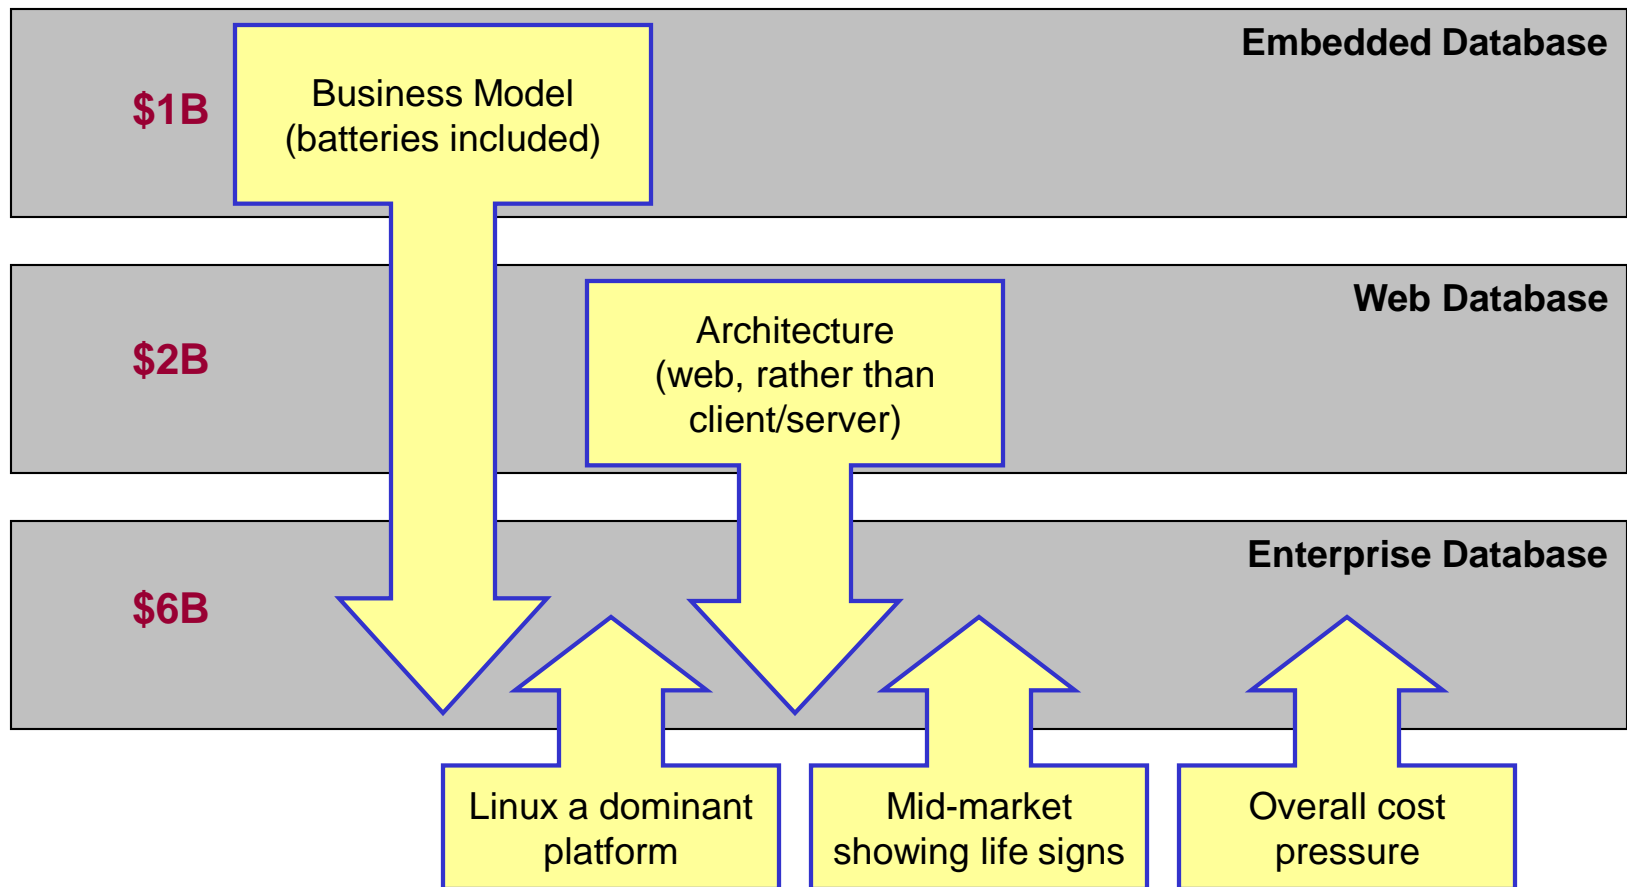 Embedded Database
$1B
Business Model
(batteries included)
Web Database
$2B
Architecture
(web, rather than
client/server)
Enterprise Database
$6B
Linux a dominant
platform
Mid-market
showing life signs
Overall cost
pressure